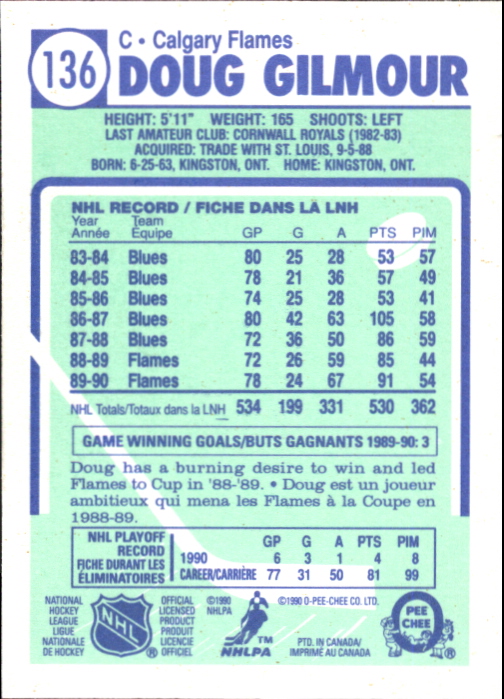 136
C • Calgary Flames
DOUG GILMOUR
HEIGHT: 5'11" WEIGHT: 165 SHOOTS: LEFT
LAST AMATEUR CLUB: CORNWALL ROYALS (1982-83)
ACQUIRED: TRADE WITH ST. LOUIS, 9-5-88
BORN: 6-25-63, KINGSTON, ONT. HOME: KINGSTON, ONT.
NHL RECORD / FICHE DANS LA LNH
Year Team
Année Équipe GP G A PTS PIM
83-84 Blues 80 25 28 53 57
84-85 Blues 78 21 36 57 49
85-86 Blues 74 25 28 53 41
86-87 Blues 80 42 63 105 58
87-88 Blues 72 36 50 86 59
88-89 Flames 72 26 59 85 44
89-90 Flames 78 24 67 91 54
NHL Totals/Totaux dans la LNH 534 199 331 530 362
GAME WINNING GOALS/BUTS GAGNANTS 1989-90: 3
Doug has a burning desire to win and led
Flames to Cup in '88-'89. • Doug est un joueur
ambitieux qui mena les Flames à la Coupe en
1988-89.
NHL PLAYOFF
RECORD
FICHE DURANT LES
ÉLIMINATOIRES
GP G A PTS PIM
1990 6 3 1 4 8
CAREER/CARRIÈRE 77 31 50 81 99
NATIONAL
HOCKEY
LEAGUE
LIGUE
NATIONALE
DE HOCKEY
NHL
®
OFFICIAL
LICENSED
PRODUCT
PRODUIT
LICENCIE
OFFICIEL
©1990
NHLPA
TM
NHLPA
©1990 O-PEE-CHEE CO. LTD.
PTD. IN CANADA/
IMPRIMÉ AU CANADA
O PEE CHEE
®